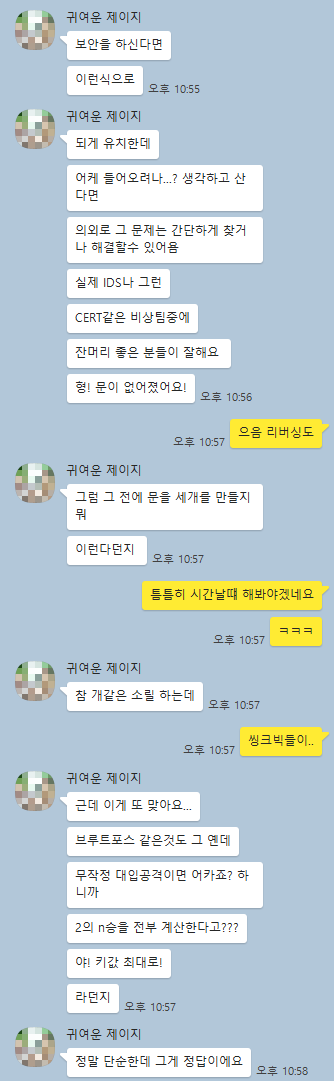 귀여운 제이지
보안을 하신다면
이런식으로
오후 10:55
귀여운 제이지
되게 유치한데
어케 들어오려나...? 생각하고 산
다면
의외로 그 문제는 간단하게 찾거
나 해결할수 있어욤
실제 IDS나 그런
CERT같은 비상팀중에
잔머리 좋은 분들이 잘해요
형! 문이 없어졌어요!
오후 10:56
으음 리버싱도
오후 10:57
귀여운 제이지
그럼 그 전에 문을 세개를 만들지
뭐
이런다던지
오후 10:57
틈틈히 시간날때 해봐야겠네요
ㅋㅋㅋ
오후 10:57
귀여운 제이지
참 개같은 소릴 하는데
오후 10:57
씽크빅들이..
오후 10:57
귀여운 제이지
근데 이게 또 맞아요...
브루트포스 같은것도 그 옌데
무작정 대입공격이면 어카죠? 하
니까
2의 n승을 전부 계산한다고???
야! 키값 최대로!
라던지
오후 10:57
귀여운 제이지
정말 단순한데 그게 정답이에요
오후 10:58